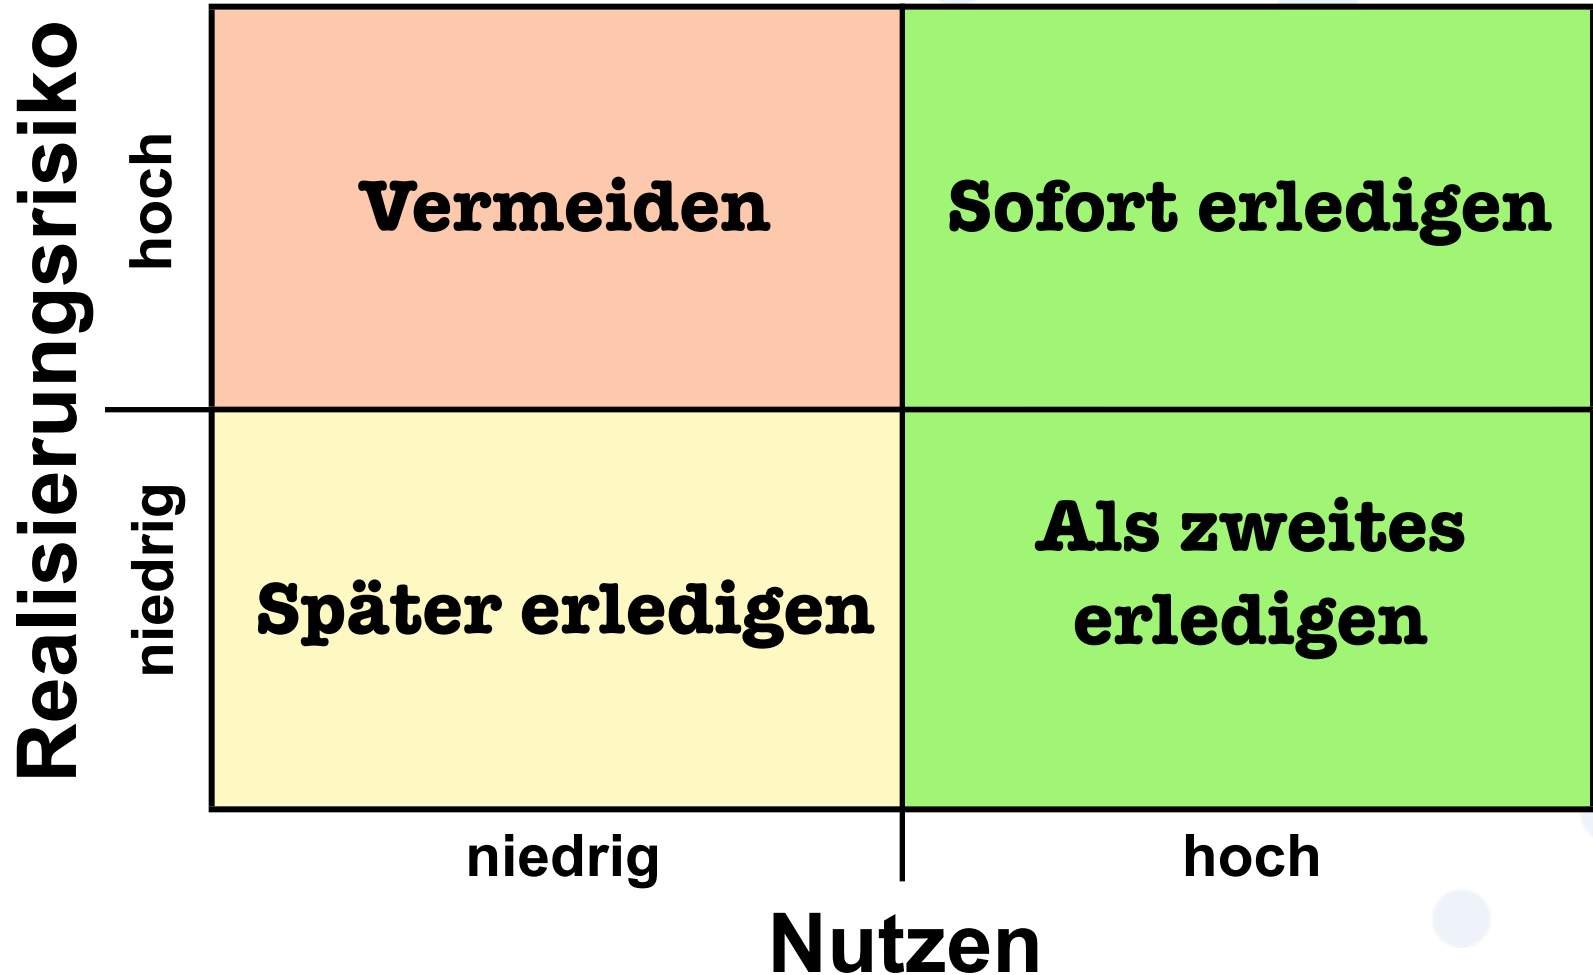 Realisierungsrisiko
hoch
Vermeiden
Sofort erledigen
niedrig
Später erledigen
Als zweites
erledigen
niedrig
hoch
Nutzen